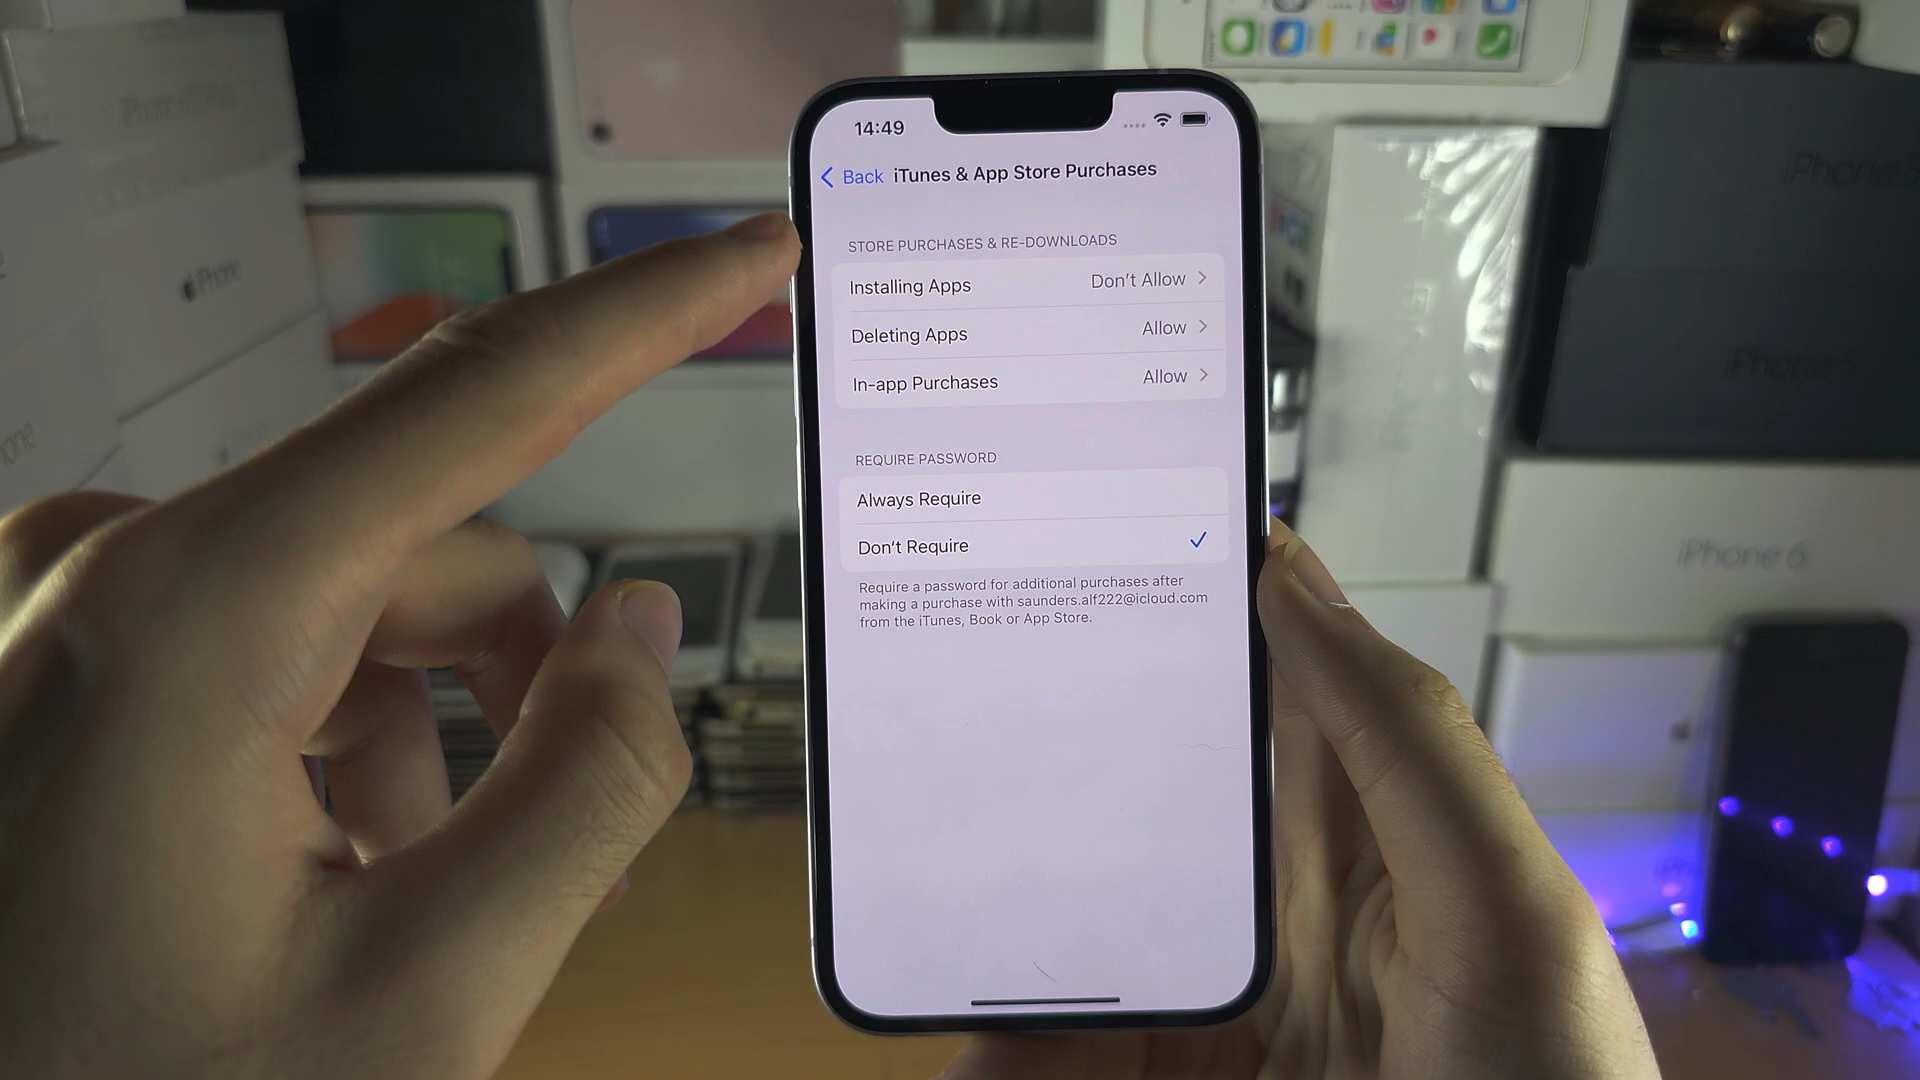 14:49
Back iTunes & App Store Purchases
STORE PURCHASES & RE-DOWNLOADS
Installing Apps Don't Allow
Deleting Apps Allow
In-app Purchases Allow
REQUIRE PASSWORD
Always Require
Don't Require
Require a password for additional purchases after
making a purchase with saunders.alf222@icloud.com
from the iTunes, Book or App Store.
iPhone
iPhone 6